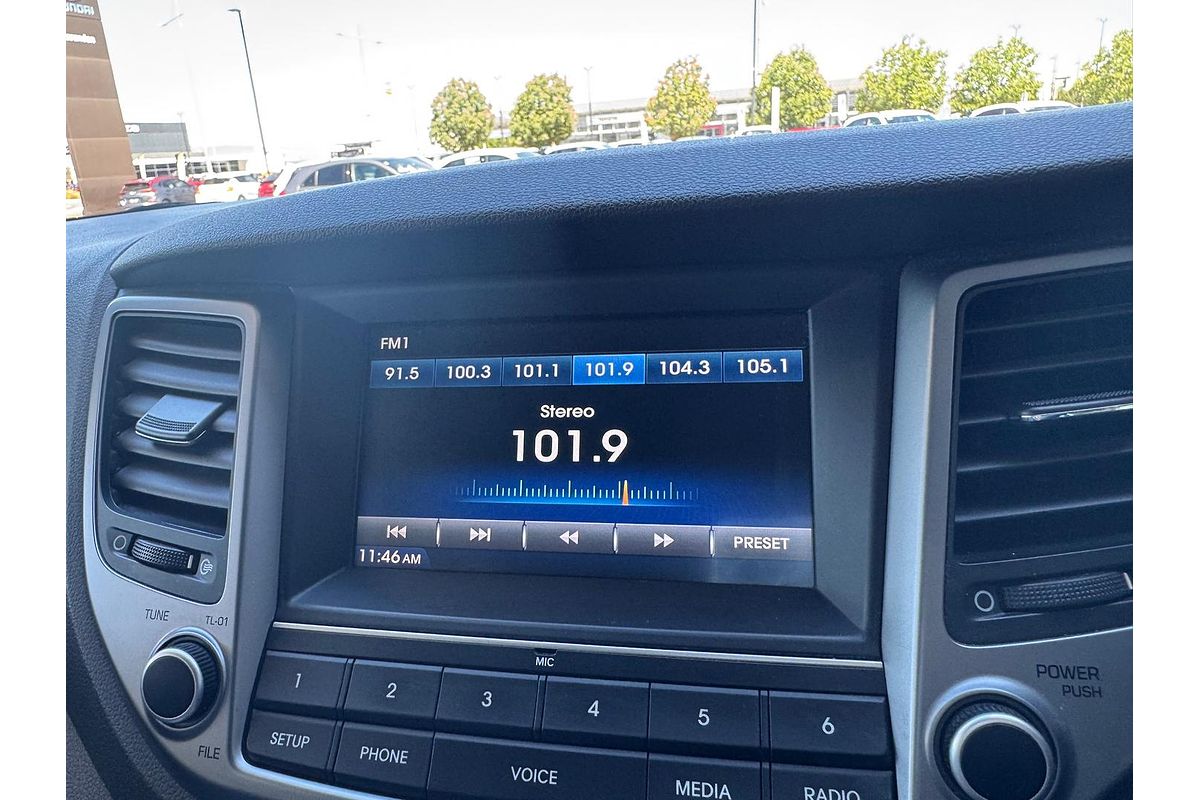 FM1
91.5 100.3 101.1 101.9 104.3 105.1
Stereo
101.9
PRESET
11:46 AM
TUNE TL-01
FILE
MIC
1 2 3 4 5 6
SETUP PHONE VOICE MEDIA RADIO
POWER
PUSH